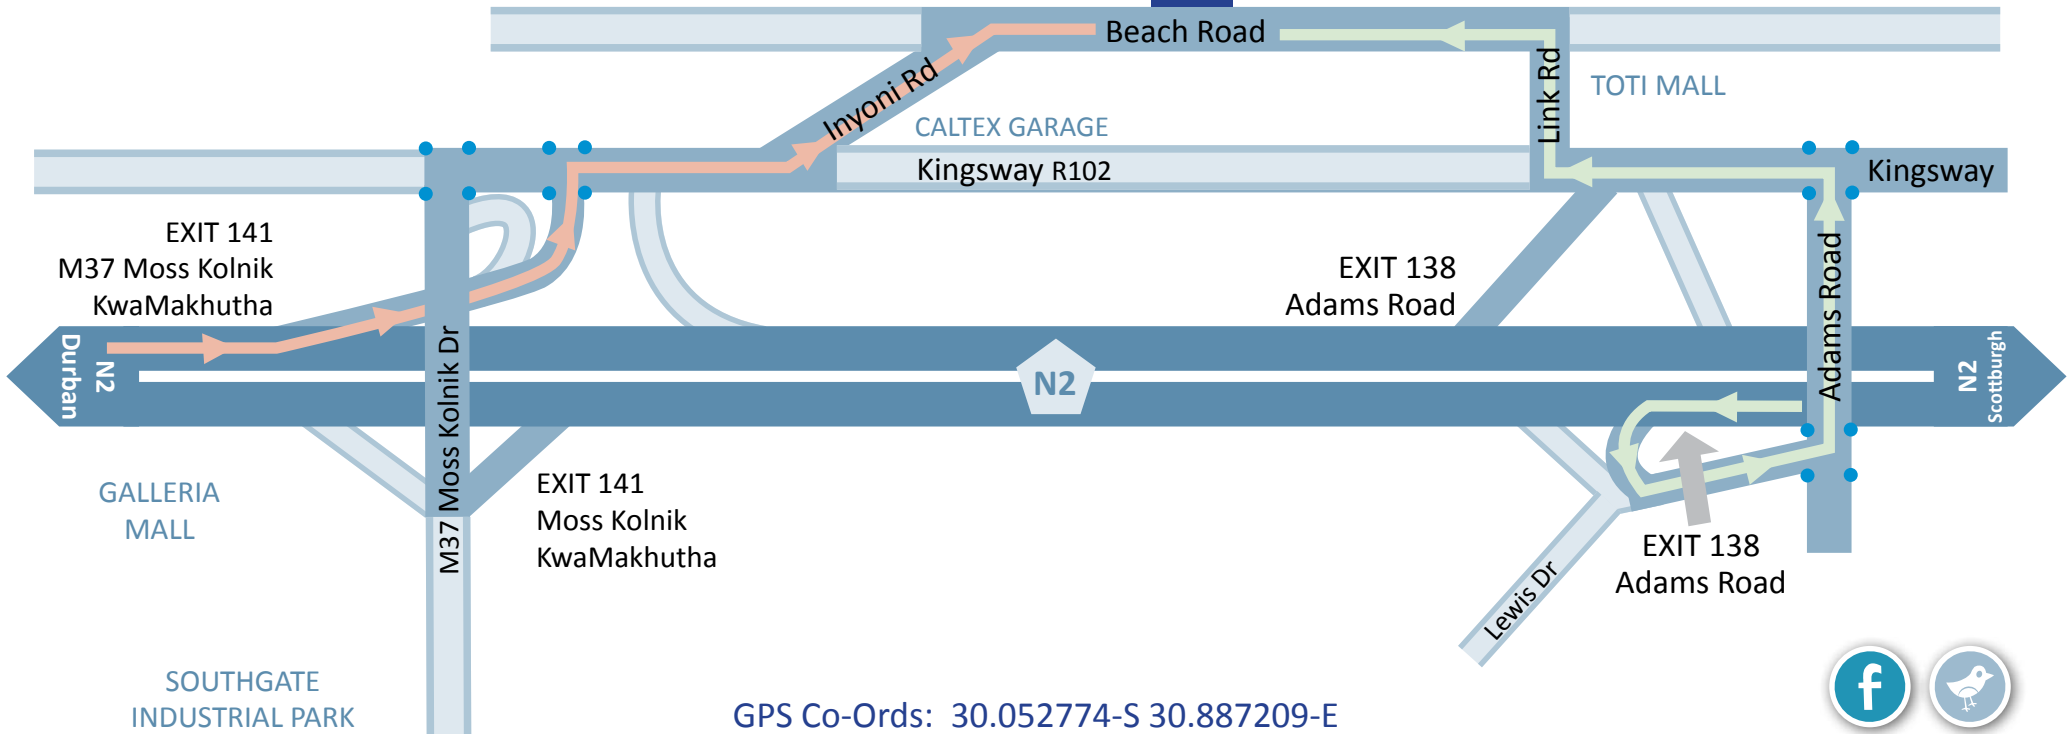 Beach Road
Inyoni Rd
Link Rd
TOTI MALL
CALTEX GARAGE
Kingsway R102
Kingsway
EXIT 141
M37 Moss Kolnik
KwaMakhutha
EXIT 138
Adams Road
Adams Road
N2
Durban
M37 Moss Kolnik Dr
N2
N2
Scottburgh
GALLERIA
MALL
EXIT 141
Moss Kolnik
KwaMakhutha
EXIT 138
Adams Road
Lewis Dr
SOUTHGATE
INDUSTRIAL PARK
GPS Co-Ords: 30.052774-S 30.887209-E
f